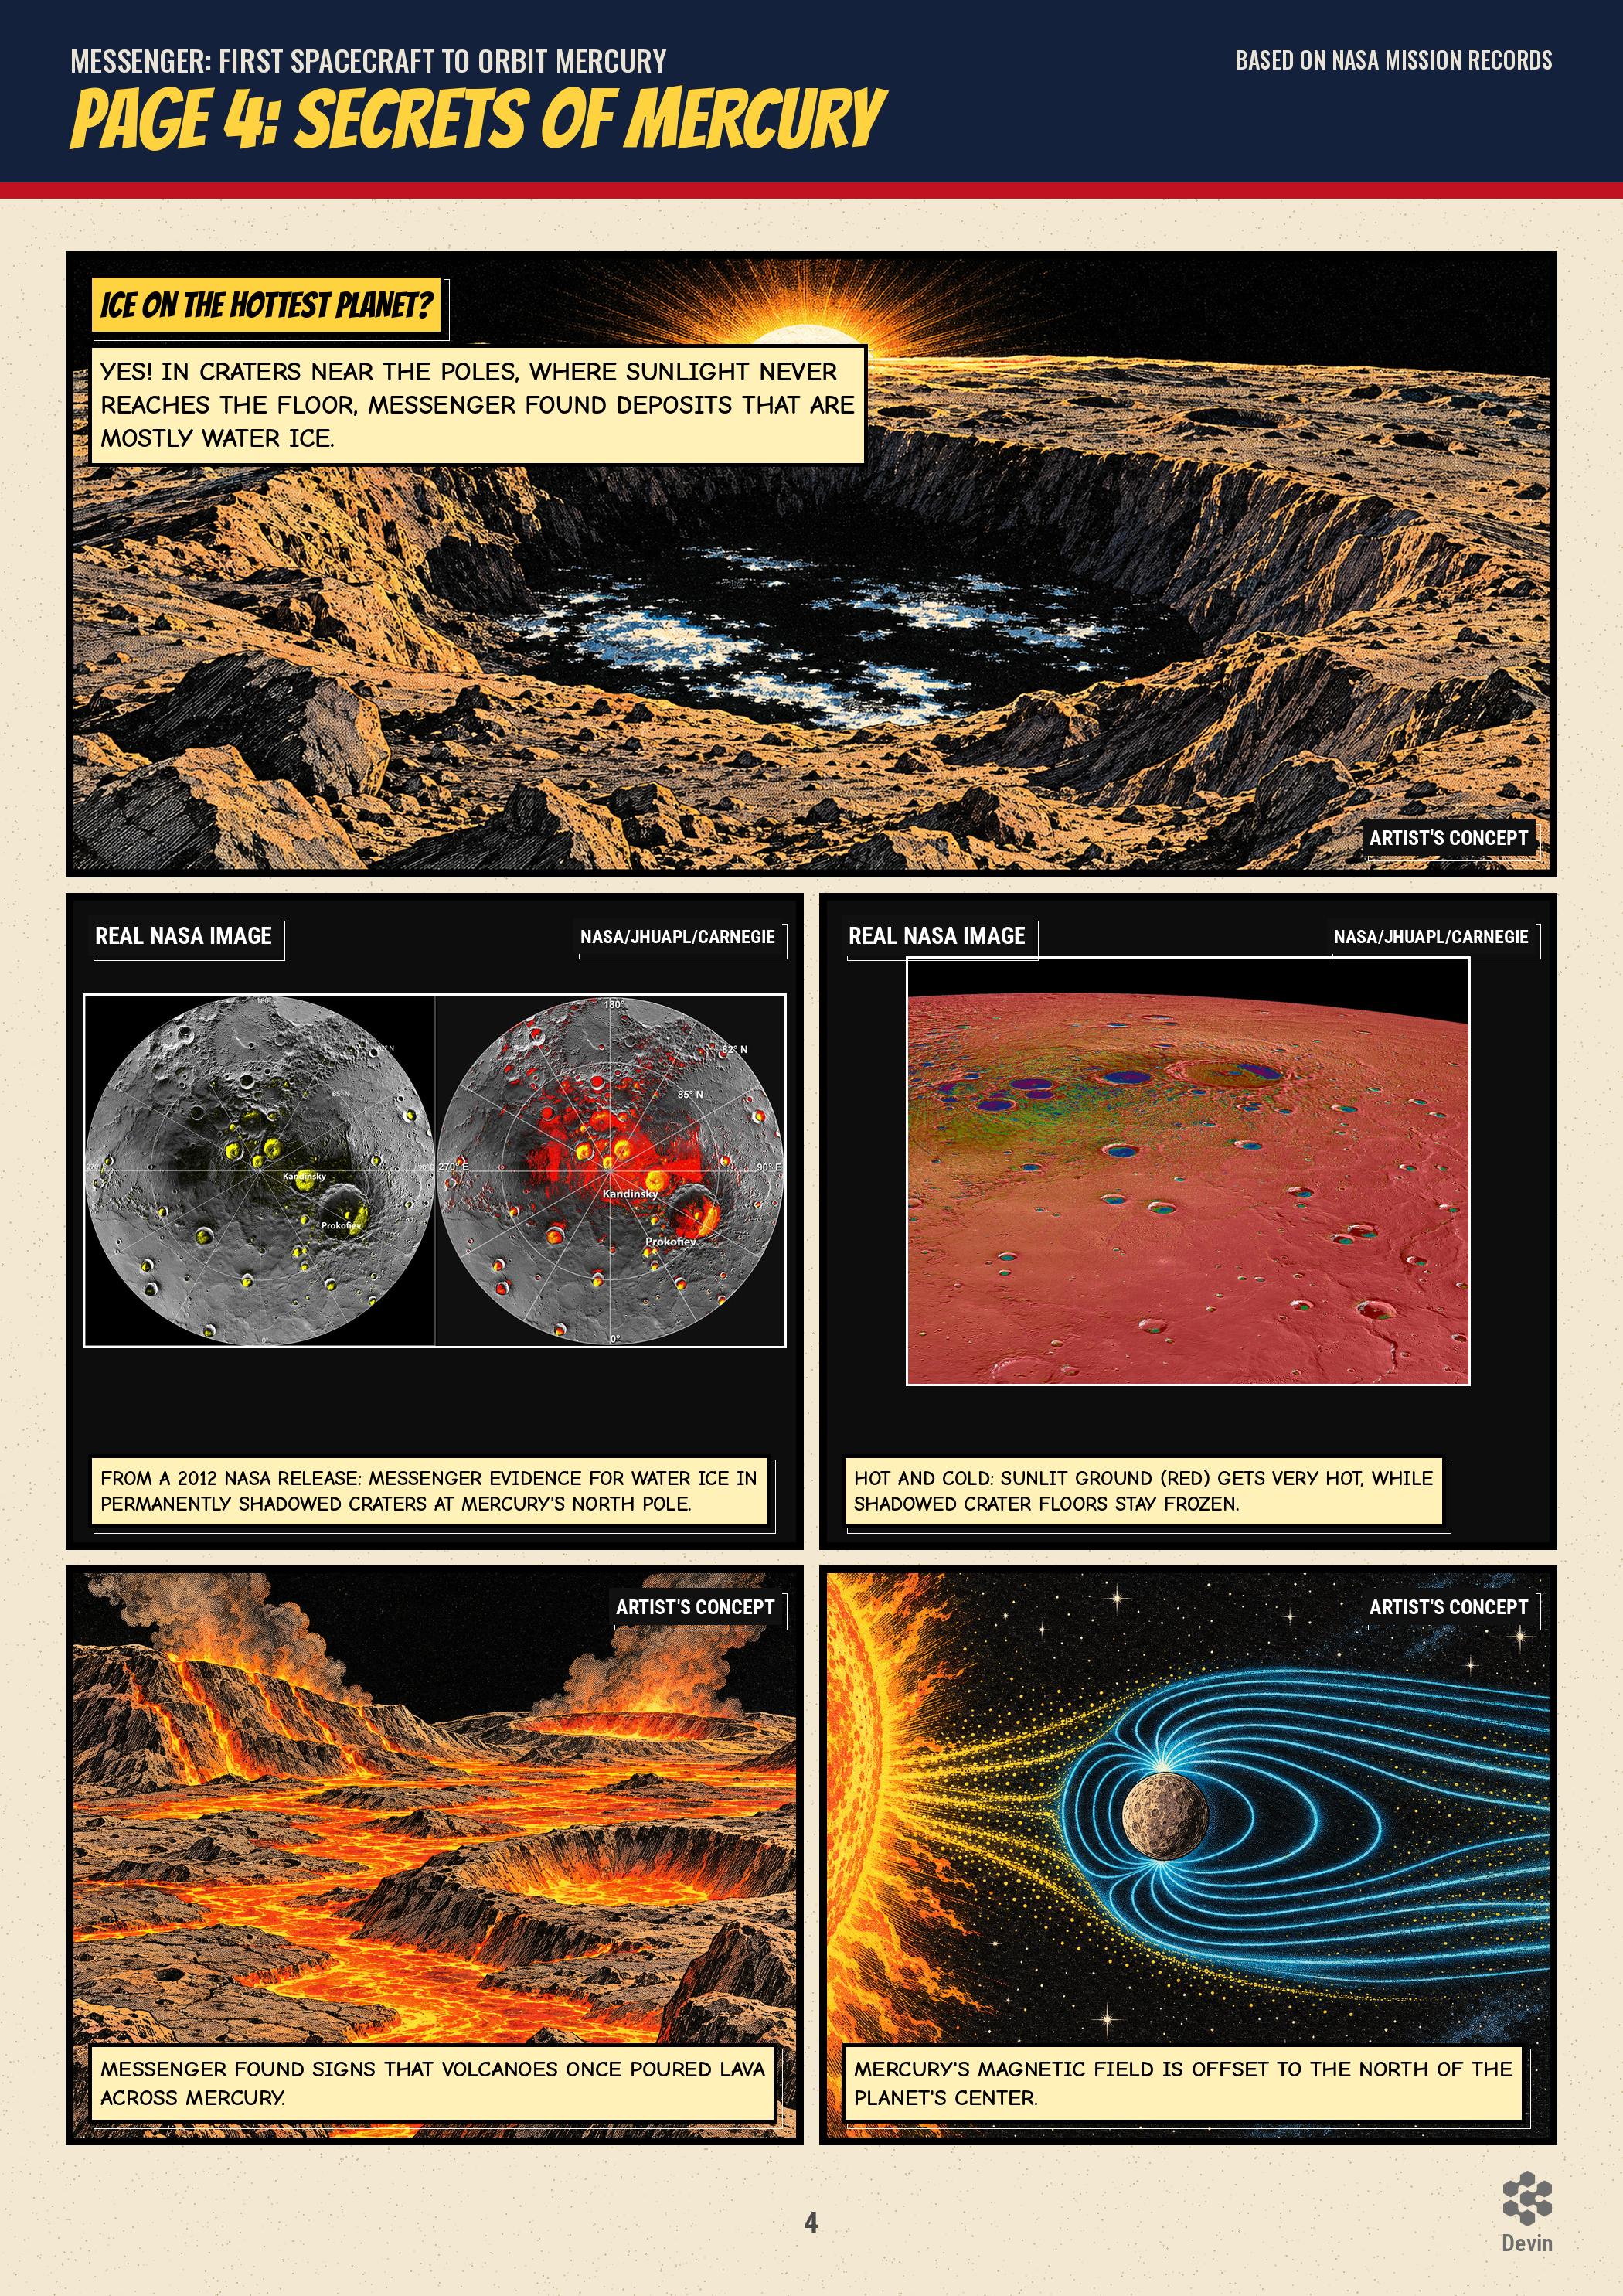 MESSENGER: FIRST SPACECRAFT TO ORBIT MERCURY
BASED ON NASA MISSION RECORDS
PAGE 4: SECRETS OF MERCURY
ICE ON THE HOTTEST PLANET?
YES! IN CRATERS NEAR THE POLES, WHERE SUNLIGHT NEVER
REACHES THE FLOOR, MESSENGER FOUND DEPOSITS THAT ARE
MOSTLY WATER ICE.
ARTIST'S CONCEPT
REAL NASA IMAGE
NASA/JHUAPL/CARNEGIE
180°
85° N
Kandinsky
Prokofiev
0°
180°
82° N
85° N
270° E
90° E
Kandinsky
Prokofiev
0°
FROM A 2012 NASA RELEASE: MESSENGER EVIDENCE FOR WATER ICE IN
PERMANENTLY SHADOWED CRATERS AT MERCURY'S NORTH POLE.
REAL NASA IMAGE
NASA/JHUAPL/CARNEGIE
HOT AND COLD: SUNLIT GROUND (RED) GETS VERY HOT, WHILE
SHADOWED CRATER FLOORS STAY FROZEN.
ARTIST'S CONCEPT
MESSENGER FOUND SIGNS THAT VOLCANOES ONCE POURED LAVA
ACROSS MERCURY.
ARTIST'S CONCEPT
MERCURY'S MAGNETIC FIELD IS OFFSET TO THE NORTH OF THE
PLANET'S CENTER.
4
Devin